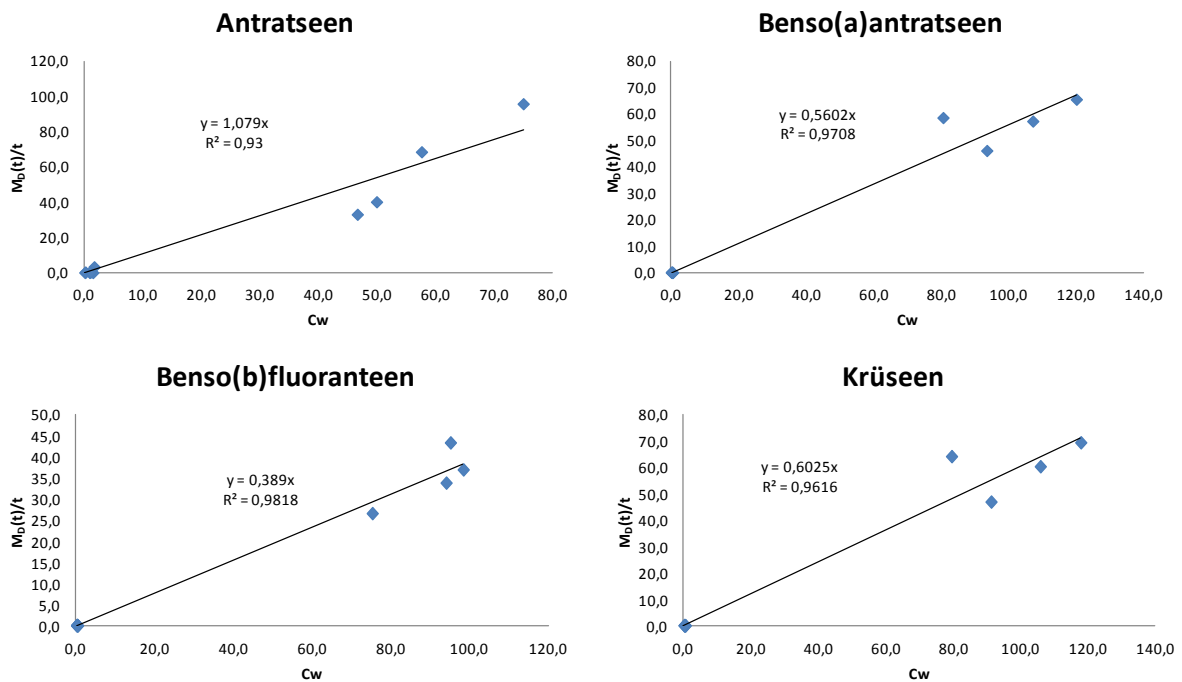 Antratseen
120,0
100,0
80,0
60,0
40,0
20,0
0,0
M_D(t)/t
y = 1,079x
R² = 0,93
0,0 10,0 20,0 30,0 40,0 50,0 60,0 70,0 80,0
Cw
Benso(a)antratseen
80,0
70,0
60,0
50,0
40,0
30,0
20,0
10,0
0,0
M_D(t)/t
y = 0,5602x
R² = 0,9708
0,0 20,0 40,0 60,0 80,0 100,0 120,0 140,0
Cw
Benso(b)fluoranteen
50,0
45,0
40,0
35,0
30,0
25,0
20,0
15,0
10,0
5,0
0,0
M_D(t)/t
y = 0,389x
R² = 0,9818
0,0 20,0 40,0 60,0 80,0 100,0 120,0
Cw
Krüseen
80,0
70,0
60,0
50,0
40,0
30,0
20,0
10,0
0,0
M_D(t)/t
y = 0,6025x
R² = 0,9616
0,0 20,0 40,0 60,0 80,0 100,0 120,0 140,0
Cw